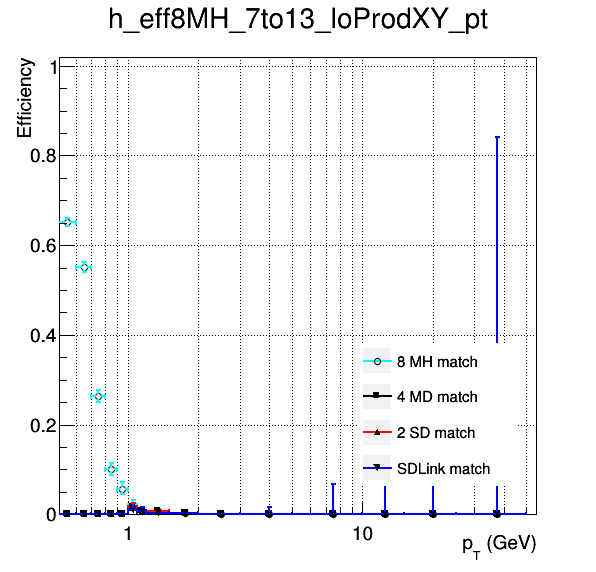 h_eff8MH_7to13_loProdXY_pt
Efficiency
1
0.8
0.6
0.4
0.2
0
8 MH match
4 MD match
2 SD match
SDLink match
1
10
p_T (GeV)